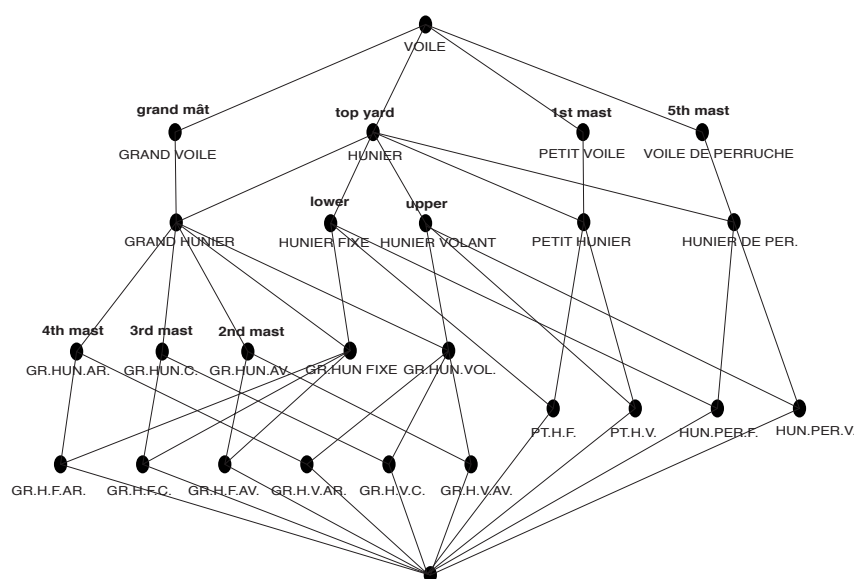 VOILE
grand mât
top yard
1st mast
5th mast
GRAND VOILE
HUNIER
PETIT VOILE
VOILE DE PERRUCHE
lower
upper
GRAND HUNIER
HUNIER FIXE
HUNIER VOLANT
PETIT HUNIER
HUNIER DE PER.
4th mast
3rd mast
2nd mast
GR.HUN.AR.
GR.HUN.C.
GR.HUN.AV.
GR.HUN FIXE
GR.HUN.VOL.
PT.H.F.
PT.H.V.
HUN.PER.F.
HUN.PER.V.
GR.H.F.AR.
GR.H.F.C.
GR.H.F.AV.
GR.H.V.AR.
GR.H.V.C.
GR.H.V.AV.